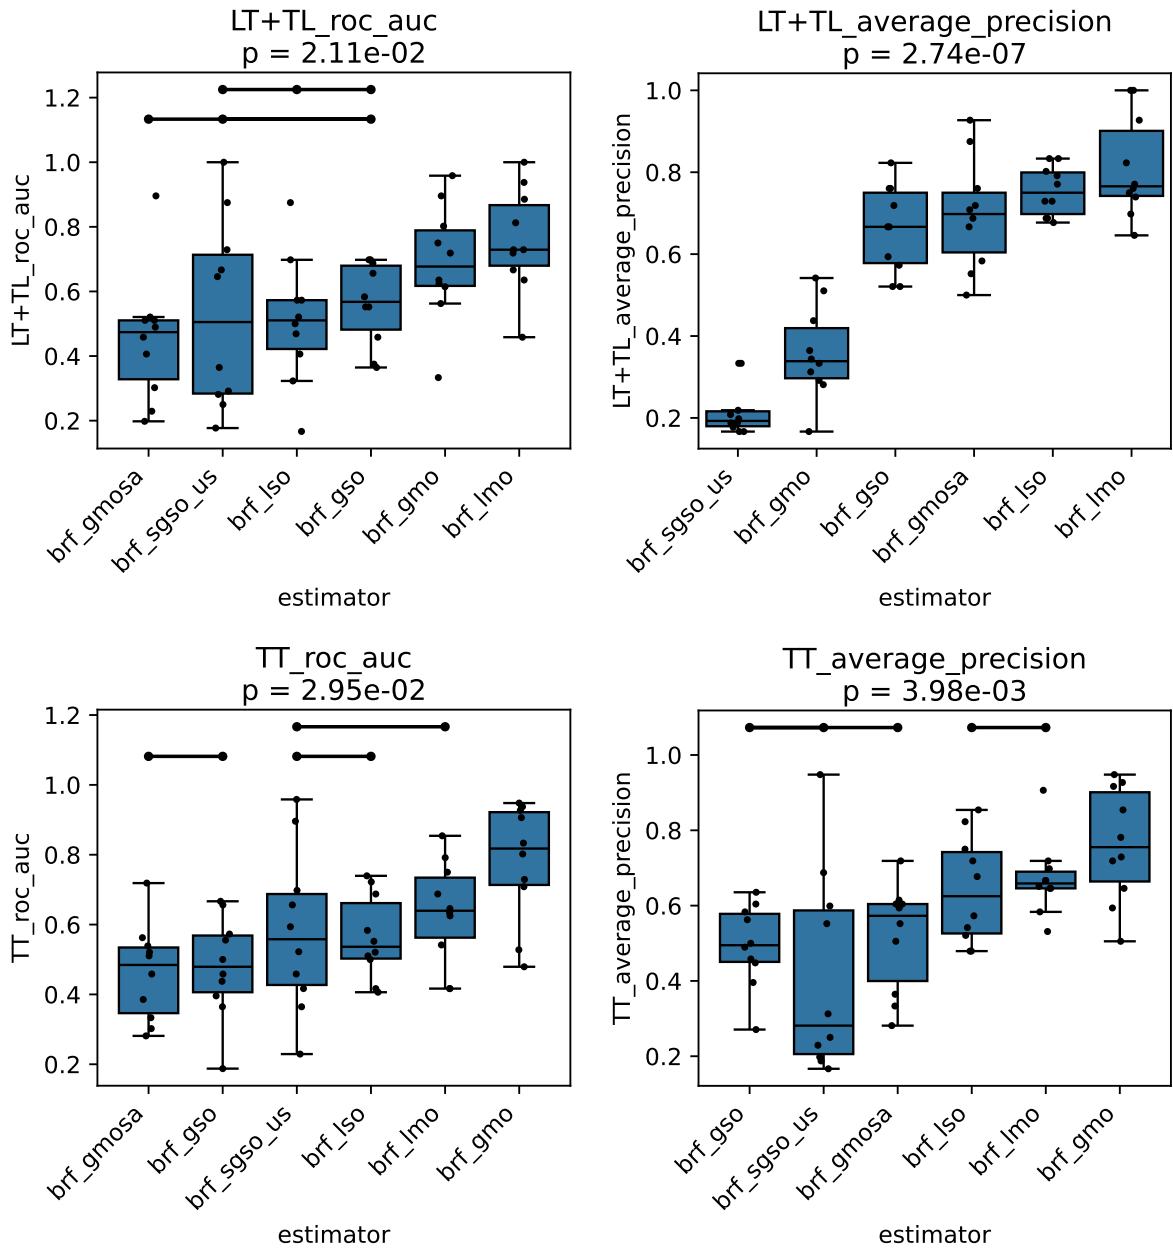 LT+TL_roc_auc
p = 2.11e-02
LT+TL_roc_auc
1.2
1.0
0.8
0.6
0.4
0.2
brf_gmosa
brf_sgso_us
brf_lso
brf_gso
brf_gmo
brf_lmo
estimator
LT+TL_average_precision
p = 2.74e-07
LT+TL_average_precision
1.0
0.8
0.6
0.4
0.2
brf_sgso_us
brf_gmo
brf_gso
brf_gmosa
brf_lso
brf_lmo
estimator
TT_roc_auc
p = 2.95e-02
TT_roc_auc
1.2
1.0
0.8
0.6
0.4
0.2
brf_gmosa
brf_gso
brf_sgso_us
brf_lso
brf_lmo
brf_gmo
estimator
TT_average_precision
p = 3.98e-03
TT_average_precision
1.0
0.8
0.6
0.4
0.2
brf_gso
brf_sgso_us
brf_gmosa
brf_lso
brf_lmo
brf_gmo
estimator